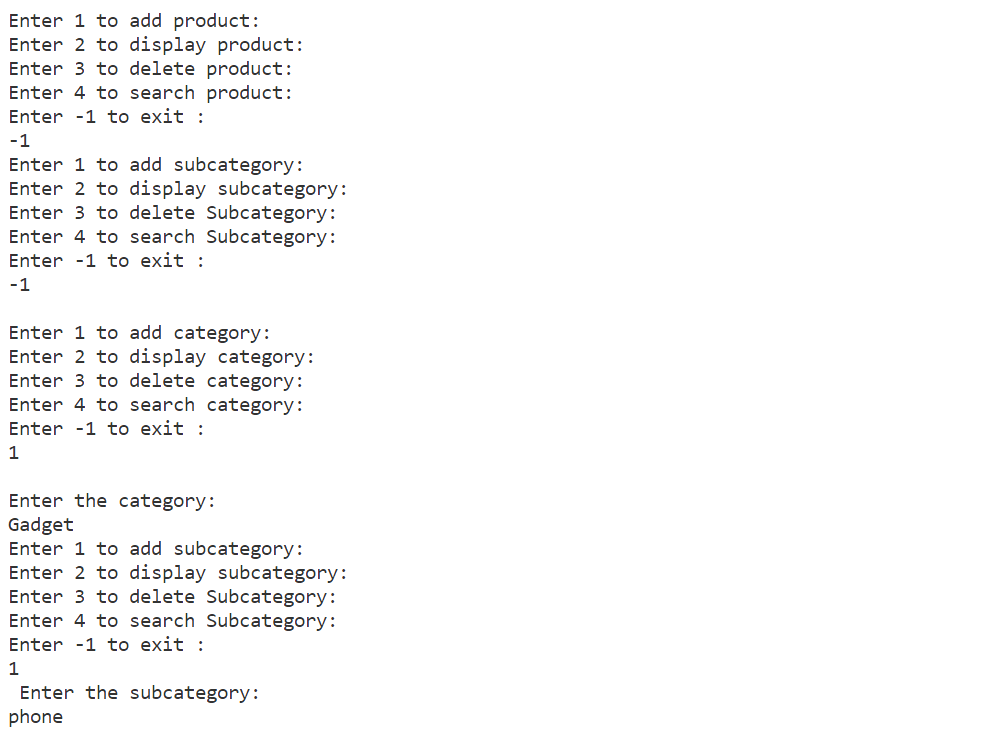 Enter 1 to add product:
Enter 2 to display product:
Enter 3 to delete product:
Enter 4 to search product:
Enter -1 to exit :
-1
Enter 1 to add subcategory:
Enter 2 to display subcategory:
Enter 3 to delete Subcategory:
Enter 4 to search Subcategory:
Enter -1 to exit :
-1

Enter 1 to add category:
Enter 2 to display category:
Enter 3 to delete category:
Enter 4 to search category:
Enter -1 to exit :
1

Enter the category:
Gadget
Enter 1 to add subcategory:
Enter 2 to display subcategory:
Enter 3 to delete Subcategory:
Enter 4 to search Subcategory:
Enter -1 to exit :
1
 Enter the subcategory:
phone